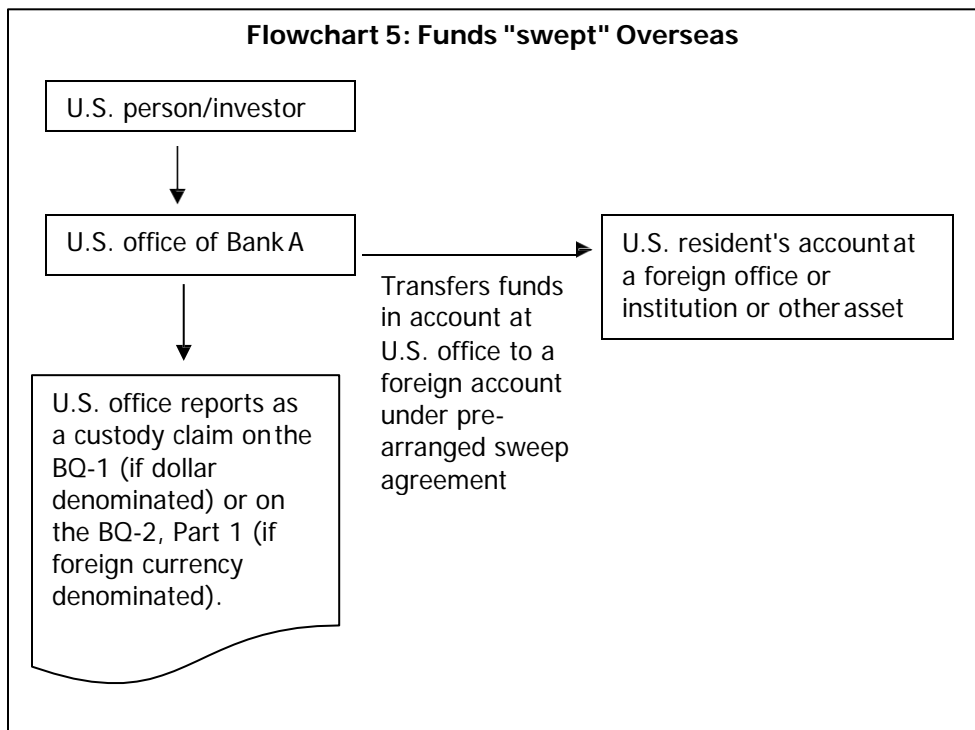 Flowchart 5: Funds "swept" Overseas
U.S. person/investor
U.S. office of Bank A
U.S. resident's account at
a foreign office or
institution or other asset
Transfers funds
in account at
U.S. office to a
foreign account
under pre-
arranged sweep
agreement
U.S. office reports as
a custody claim on the
BQ-1 (if dollar
denominated) or on
the BQ-2, Part 1 (if
foreign currency
denominated).